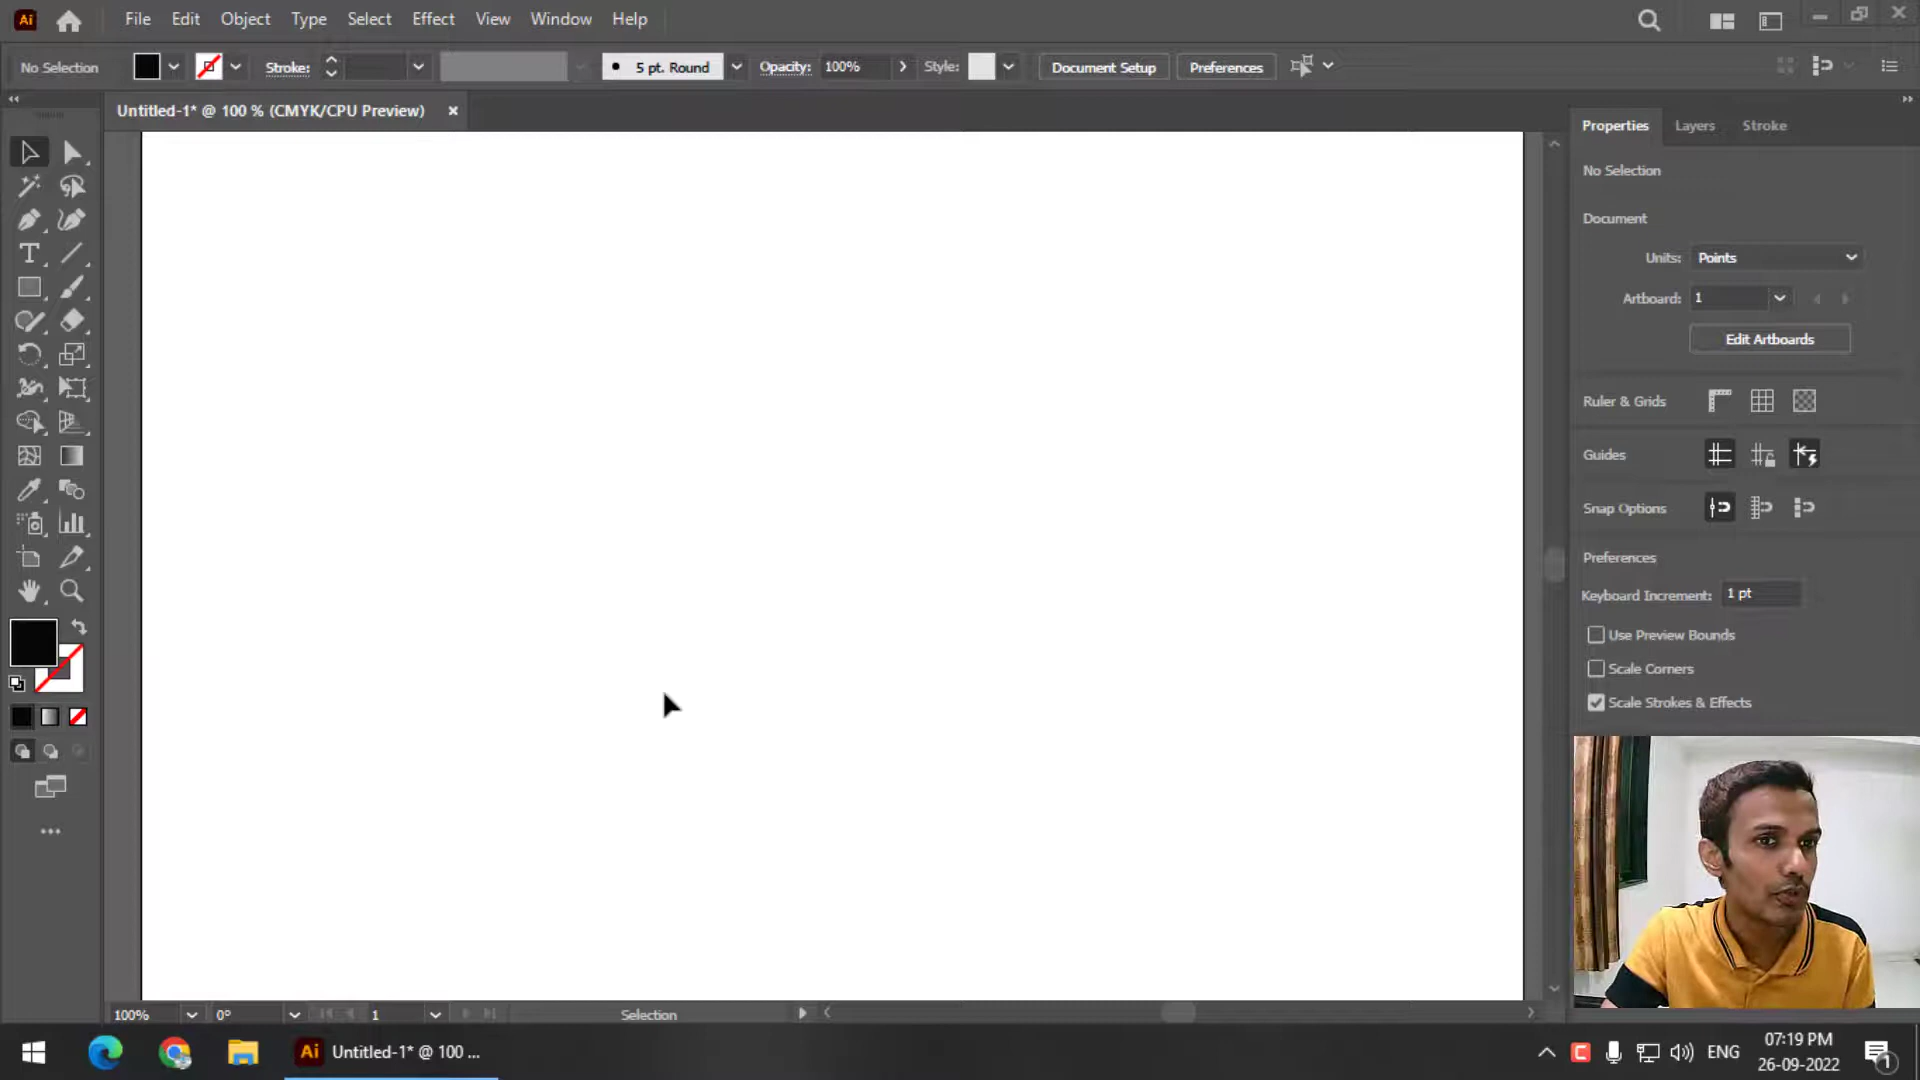 Ai File Edit Object Type Select Effect View Window Help
No Selection Stroke: 5 pt. Round Opacity: 100% Style: Document Setup Preferences
Untitled-1* @ 100 % (CMYK/CPU Preview) ×
Properties Layers Stroke
No Selection
Document
Units: Points
Artboard: 1
Edit Artboards
Ruler & Grids
Guides
Snap Options
Preferences
Keyboard Increment: 1 pt
Use Preview Bounds
Scale Corners
Scale Strokes & Effects
100% 0° 1 Selection
Ai Untitled-1* @ 100 ...
ENG
07:19 PM
26-09-2022
1